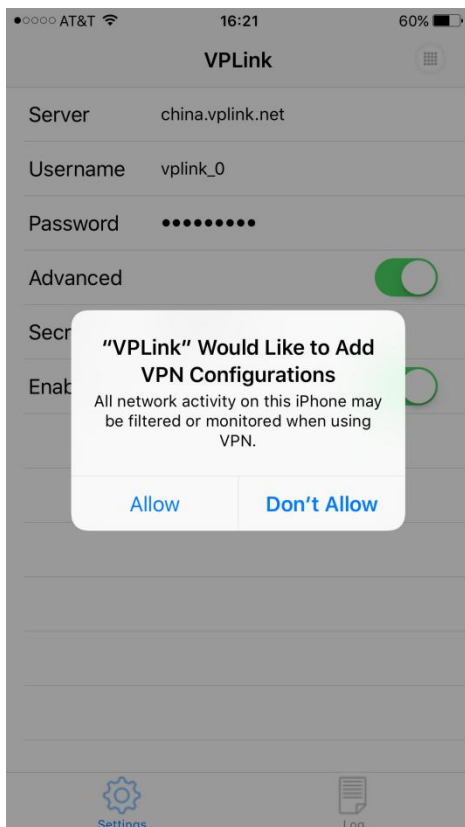 AT&T 16:21 60%
VPLink
Server china.vplink.net
Username vplink_0
Password •••••••••
Advanced
Secr
Enab
“VPLink” Would Like to Add
VPN Configurations
All network activity on this iPhone may
be filtered or monitored when using
VPN.
Allow Don’t Allow
Settings Log